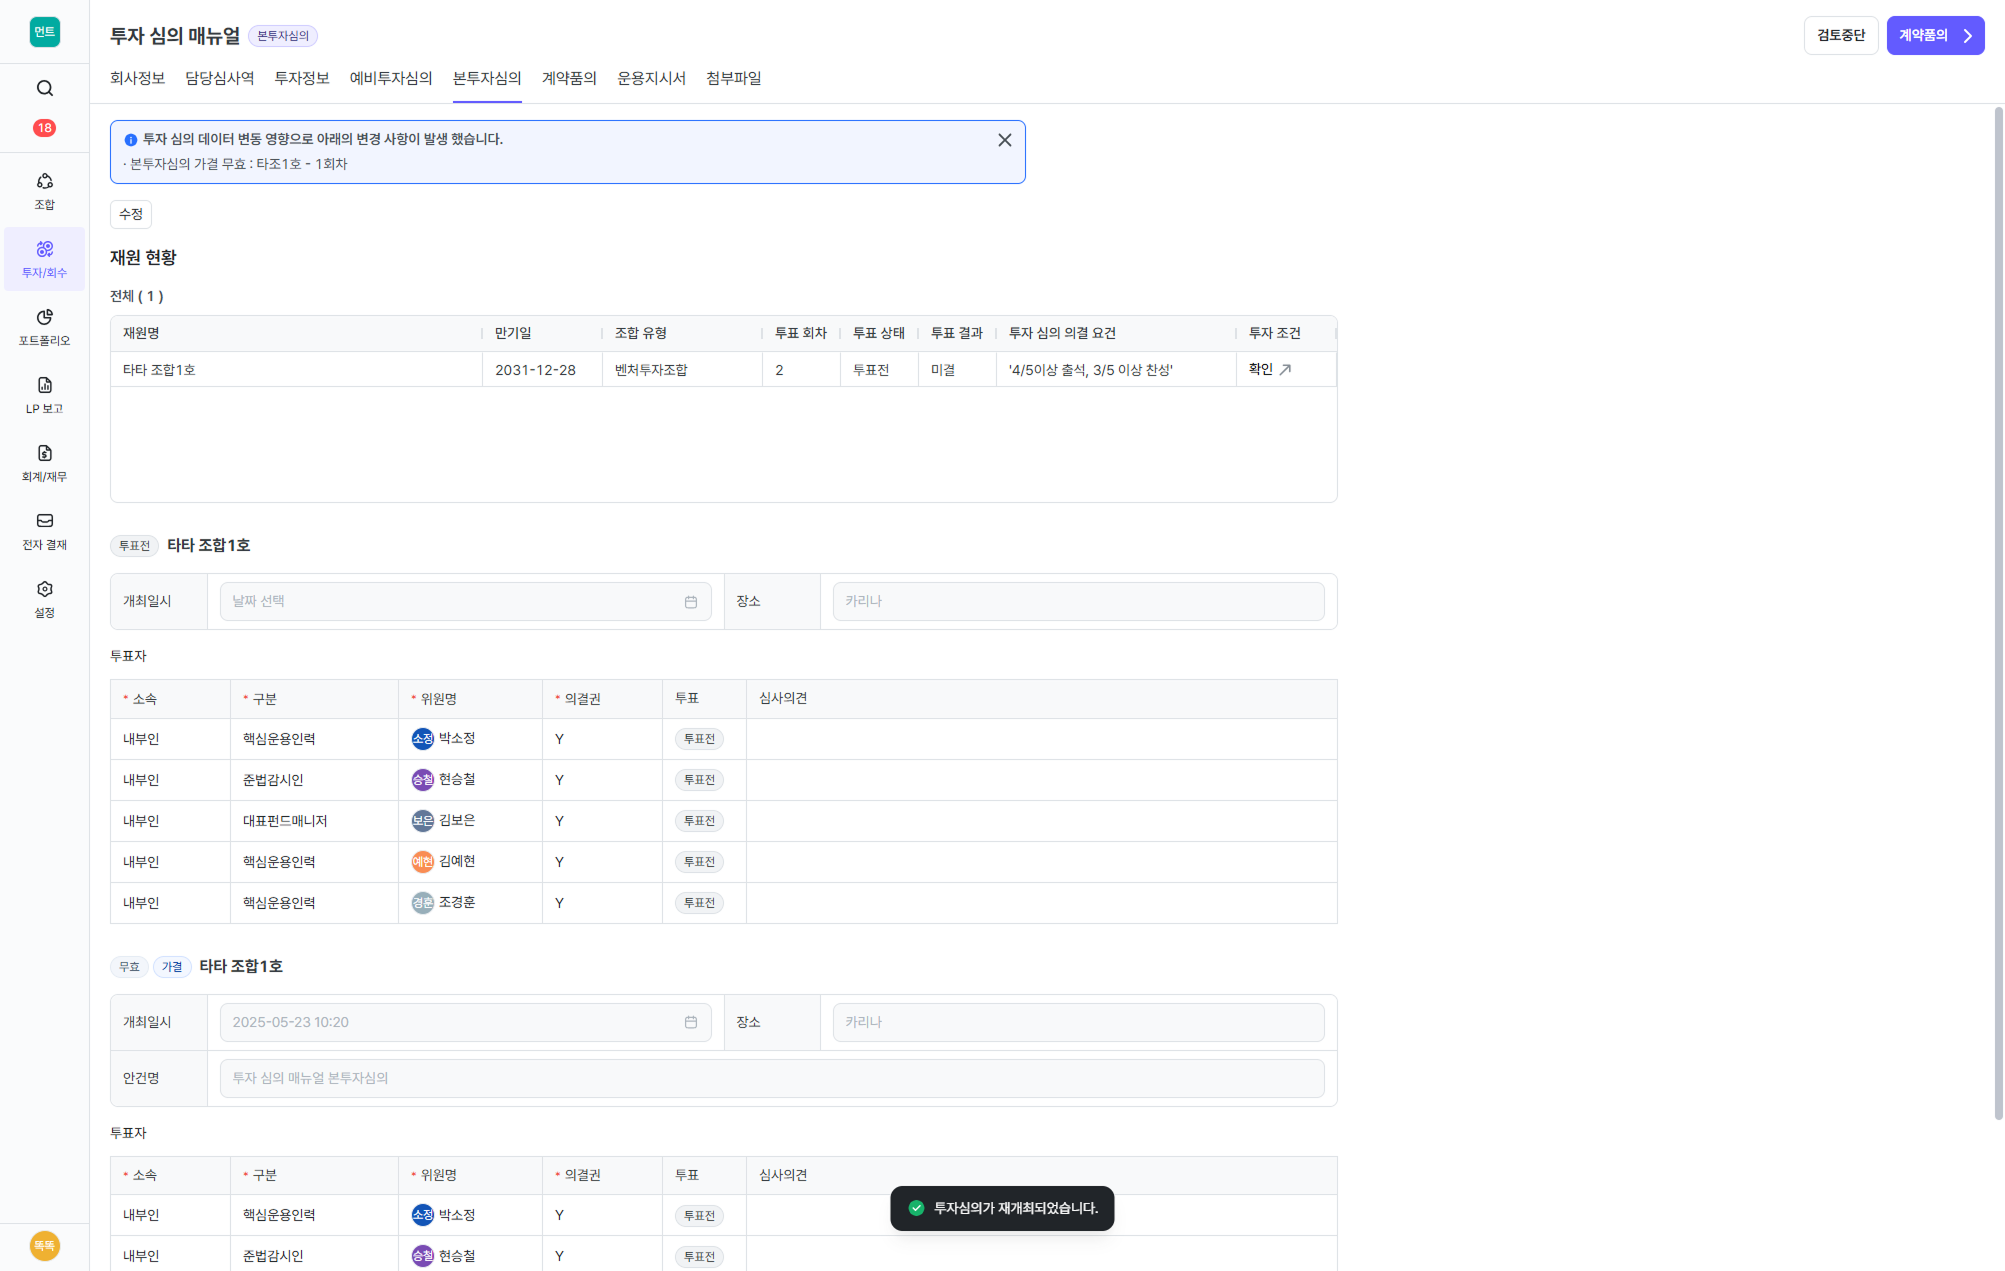 먼트
투자 심의 매뉴얼 본투자심의
검토중단
계약품의
회사정보 담당심사역 투자정보 예비투자심의 본투자심의 계약품의 운용지시서 첨부파일
18
조합
투자/회수
포트폴리오
LP 보고
회계/재무
전자 결재
설정
똑똑
투자 심의 데이터 변동 영향으로 아래의 변경 사항이 발생 했습니다.
· 본투자심의 가결 무효 : 타조1호 - 1회차
수정
재원 현황
전체 ( 1 )
재원명 만기일 조합 유형 투표 회차 투표 상태 투표 결과 투자 심의 의결 요건 투자 조건
타타 조합1호 2031-12-28 벤처투자조합 2 투표전 미결 '4/5이상 출석, 3/5 이상 찬성' 확인
투표전 타타 조합1호
개최일시 날짜 선택 장소 카리나
투표자
* 소속 * 구분 * 위원명 * 의결권 투표 심사의견
내부인 핵심운용인력 소정 박소정 Y 투표전
내부인 준법감시인 승철 현승철 Y 투표전
내부인 대표펀드매니저 보은 김보은 Y 투표전
내부인 핵심운용인력 예현 김예현 Y 투표전
내부인 핵심운용인력 경훈 조경훈 Y 투표전
무효 가결 타타 조합1호
개최일시 2025-05-23 10:20 장소 카리나
안건명 투자 심의 매뉴얼 본투자심의
투표자
* 소속 * 구분 * 위원명 * 의결권 투표 심사의견
내부인 핵심운용인력 소정 박소정 Y 투표전
내부인 준법감시인 승철 현승철 Y 투표전
투자심의가 재개최되었습니다.